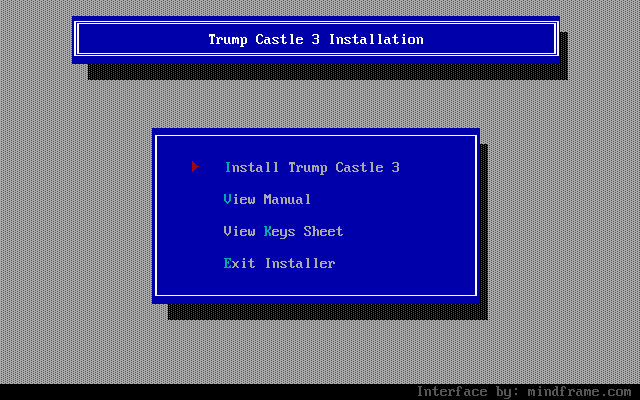 Trump Castle 3 Installation
Install Trump Castle 3
View Manual
View Keys Sheet
Exit Installer
Interface by: mindframe.com